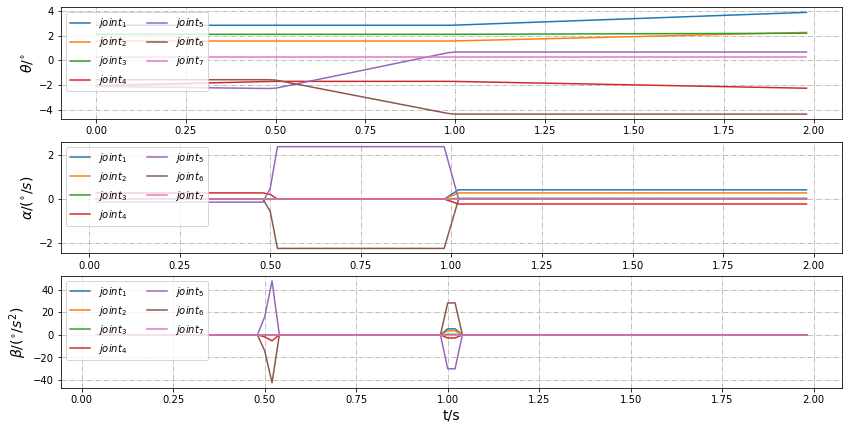 4
2
0
−2
−4
θ/°
joint₁ joint₅
joint₂ joint₆
joint₃ joint₇
joint₄
0.00 0.25 0.50 0.75 1.00 1.25 1.50 1.75 2.00
2
0
−2
α/(°/s)
joint₁ joint₅
joint₂ joint₆
joint₃ joint₇
joint₄
0.00 0.25 0.50 0.75 1.00 1.25 1.50 1.75 2.00
40
20
0
−20
−40
β/(°/s²)
joint₁ joint₅
joint₂ joint₆
joint₃ joint₇
joint₄
0.00 0.25 0.50 0.75 1.00 1.25 1.50 1.75 2.00
t/s